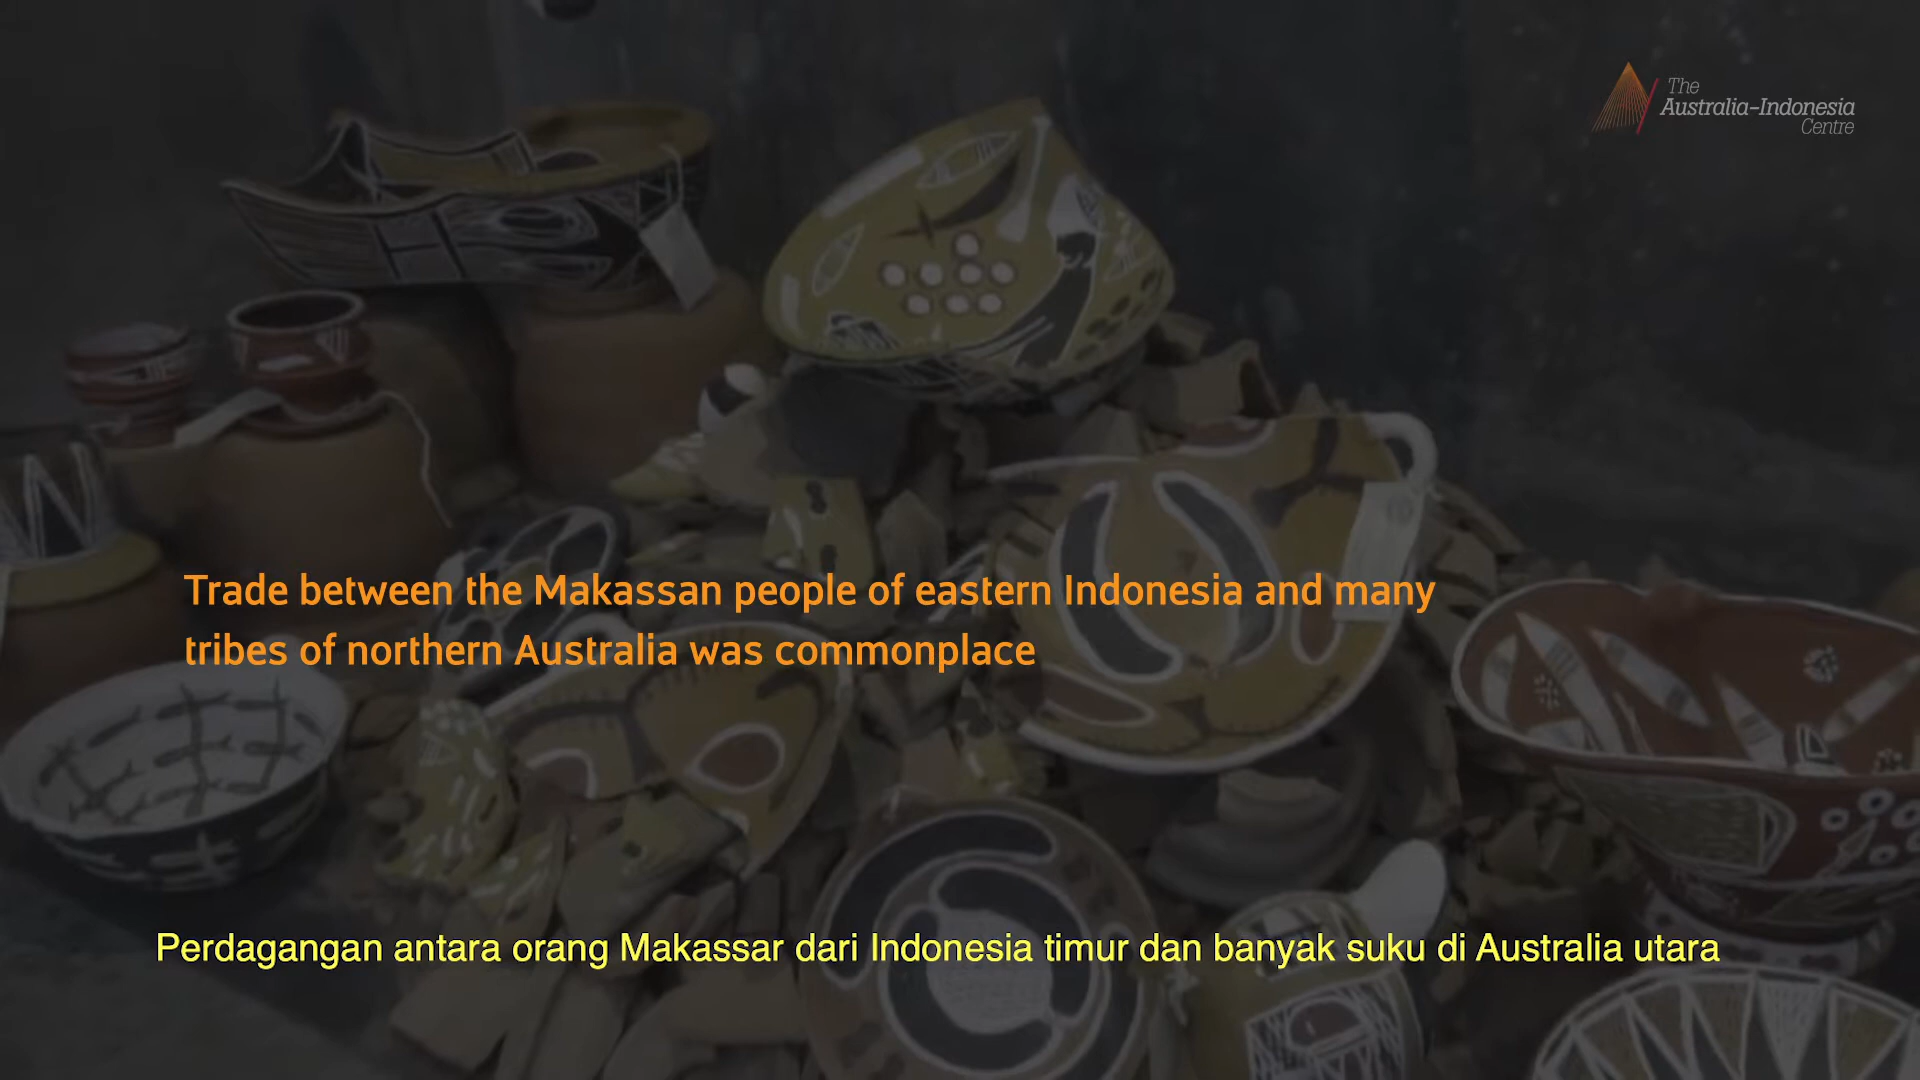 The
Australia-Indonesia
Centre
Trade between the Makassan people of eastern Indonesia and many
tribes of northern Australia was commonplace
Perdagangan antara orang Makassar dari Indonesia timur dan banyak suku di Australia utara